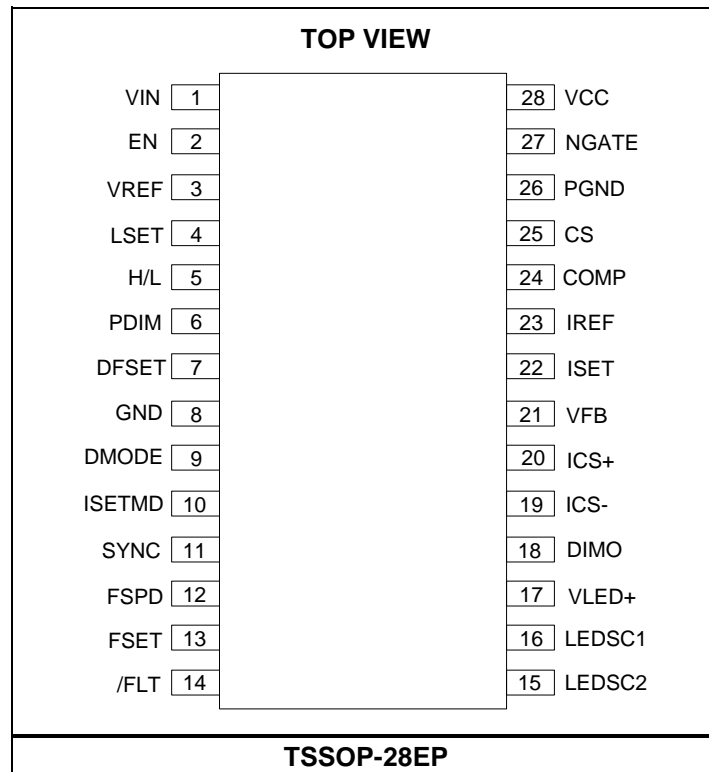 TOP VIEW
VIN 1 28 VCC
EN 2 27 NGATE
VREF 3 26 PGND
LSET 4 25 CS
H/L 5 24 COMP
PDIM 6 23 IREF
DFSET 7 22 ISET
GND 8 21 VFB
DMODE 9 20 ICS+
ISETMD 10 19 ICS-
SYNC 11 18 DIMO
FSPD 12 17 VLED+
FSET 13 16 LEDSC1
/FLT 14 15 LEDSC2
TSSOP-28EP